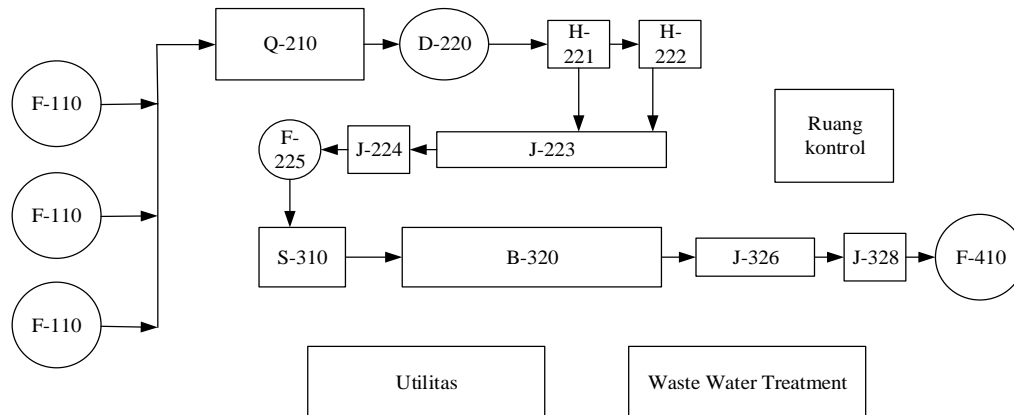 Q-210
D-220
H-
221
H-
222
F-110
F-
225
J-224
J-223
Ruang
kontrol
F-110
S-310
B-320
J-326
J-328
F-410
F-110
Utilitas
Waste Water Treatment